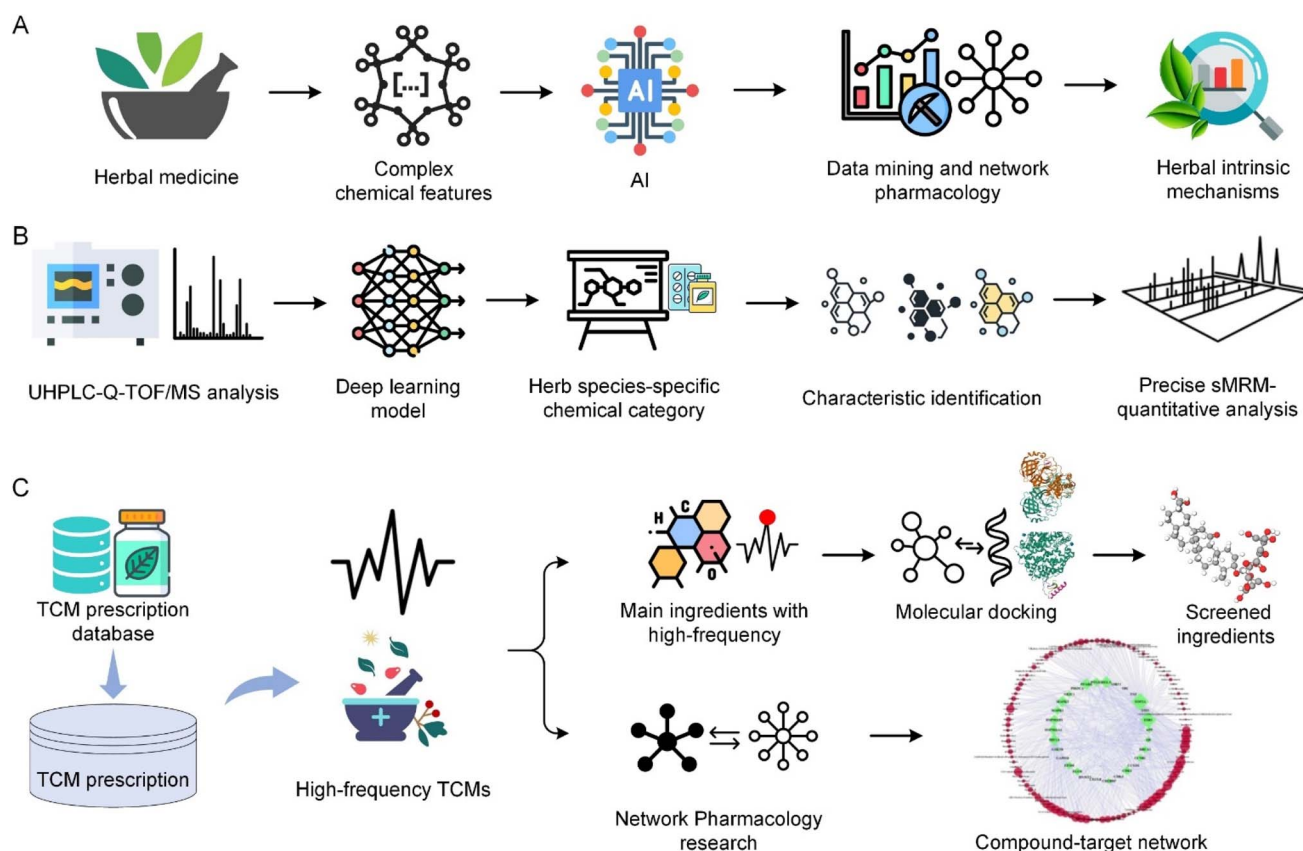 A
[...]
AI
Herbal medicine
Complex
chemical features
AI
Data mining and network
pharmacology
Herbal intrinsic
mechanisms
B
UHPLC-Q-TOF/MS analysis
Deep learning
model
Herb species-specific
chemical category
Characteristic identification
Precise sMRM-
quantitative analysis
C
H
C
O
TCM prescription
database
Main ingredients with
high-frequency
Molecular docking
Screened
ingredients
TCM prescription
High-frequency TCMs
Network Pharmacology
research
Compound-target network